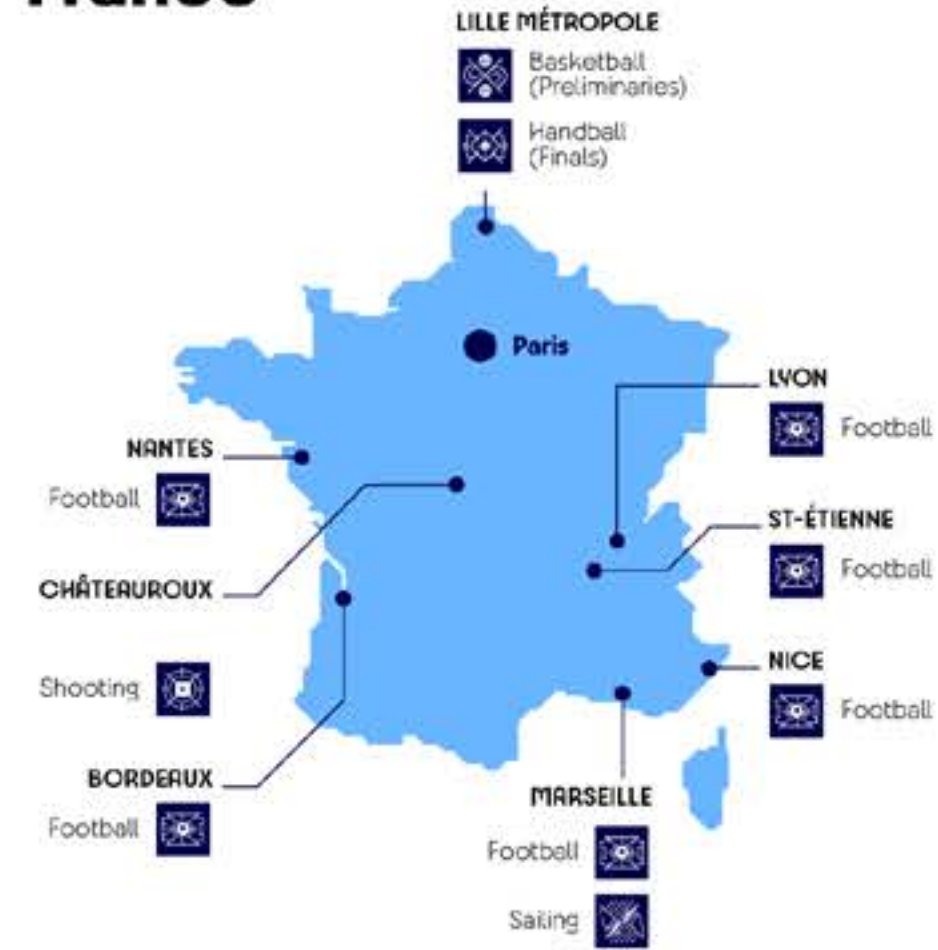 LILLE MÉTROPOLE
Basketball
(Preliminaries)
Handball
(Finals)
Paris
LYON
Football
NANTES
Football
ST-ÉTIENNE
Football
CHÂTEAUROUX
Shooting
NICE
Football
BORDEAUX
Football
MARSEILLE
Football
Sailing